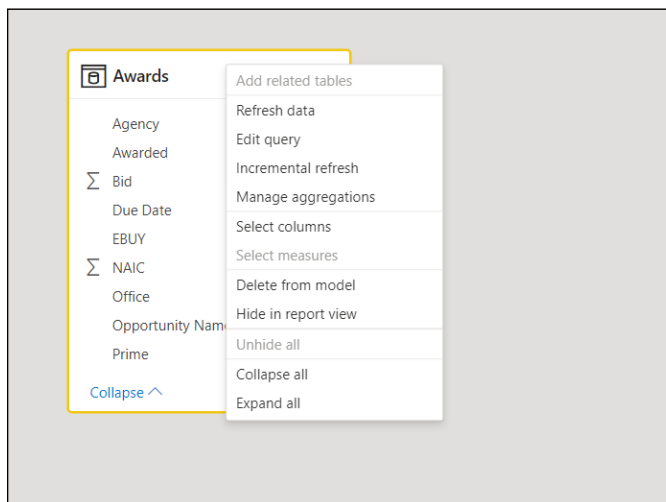 Awards
Agency
Awarded
Σ Bid
Due Date
EBUY
Σ NAIC
Office
Opportunity
Prime
Collapse
Add related tables
Refresh data
Edit query
Incremental refresh
Manage aggregations
Select columns
Select measures
Delete from model
Hide in report view
Unhide all
Collapse all
Expand all